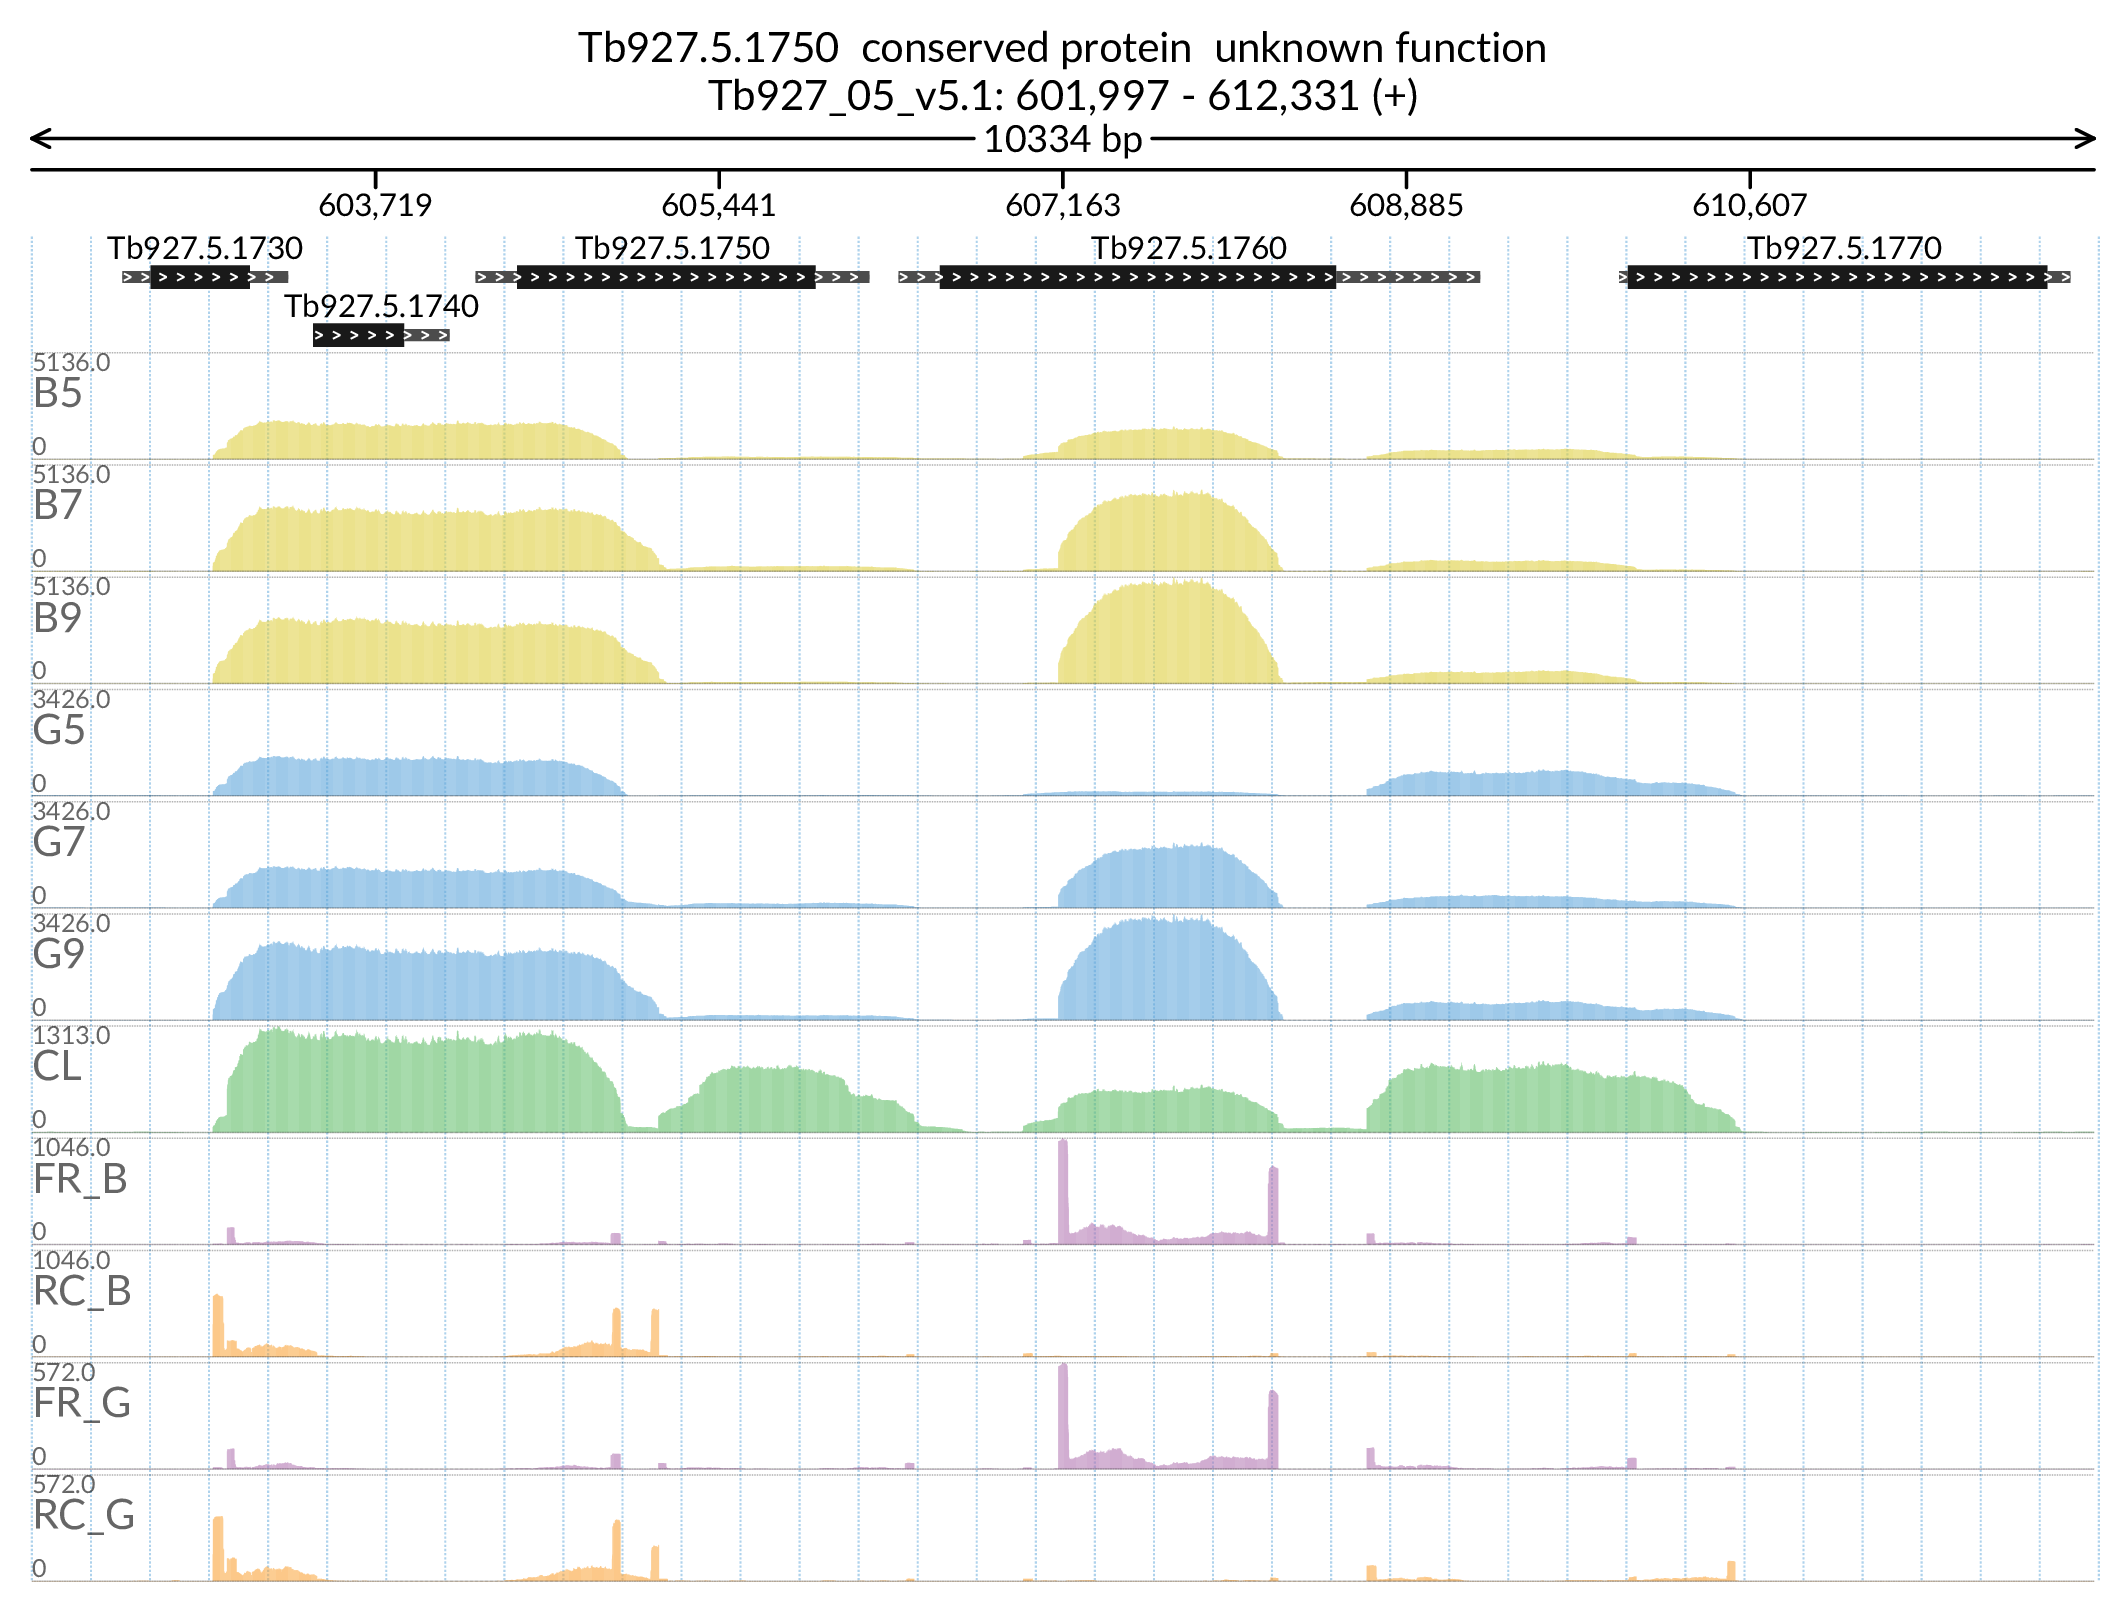 Tb927.5.1750  conserved protein  unknown function
Tb927_05_v5.1: 601,997 - 612,331 (+)
10334 bp
603,719 605,441 607,163 608,885 610,607
Tb927.5.1730 Tb927.5.1750 Tb927.5.1760 Tb927.5.1770
Tb927.5.1740
5136.0
B5
0
5136.0
B7
0
5136.0
B9
0
3426.0
G5
0
3426.0
G7
0
3426.0
G9
0
1313.0
CL
0
1046.0
FR_B
0
1046.0
RC_B
0
572.0
FR_G
0
572.0
RC_G
0